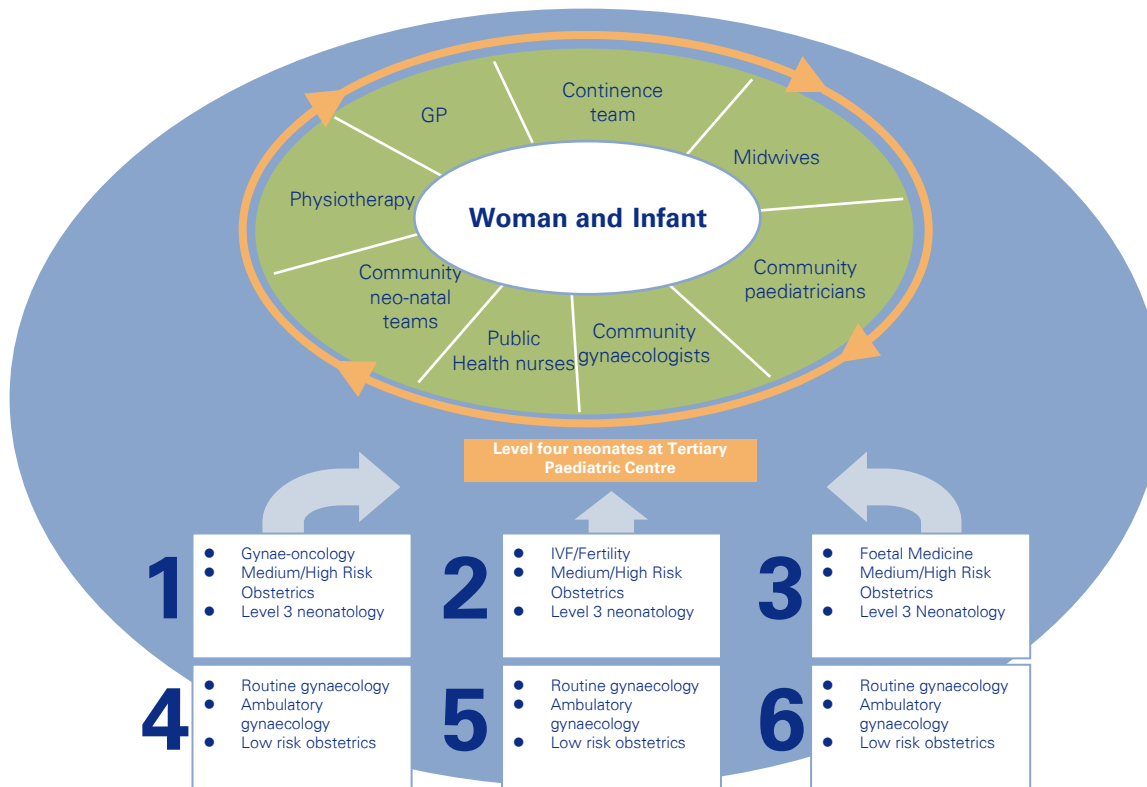 GP
Continence
team
Midwives
Physiotherapy
Woman and Infant
Community
paediatricians
Community
neo-natal
teams
Public
Health nurses
Community
gynaecologists
Level four neonates at Tertiary
Paediatric Centre
1
● Gynae-oncology
● Medium/High Risk
Obstetrics
● Level 3 neonatology
2
● IVF/Fertility
● Medium/High Risk
Obstetrics
● Level 3 neonatology
3
● Foetal Medicine
● Medium/High Risk
Obstetrics
● Level 3 Neonatology
4
● Routine gynaecology
● Ambulatory
gynaecology
● Low risk obstetrics
5
● Routine gynaecology
● Ambulatory
gynaecology
● Low risk obstetrics
6
● Routine gynaecology
● Ambulatory
gynaecology
● Low risk obstetrics